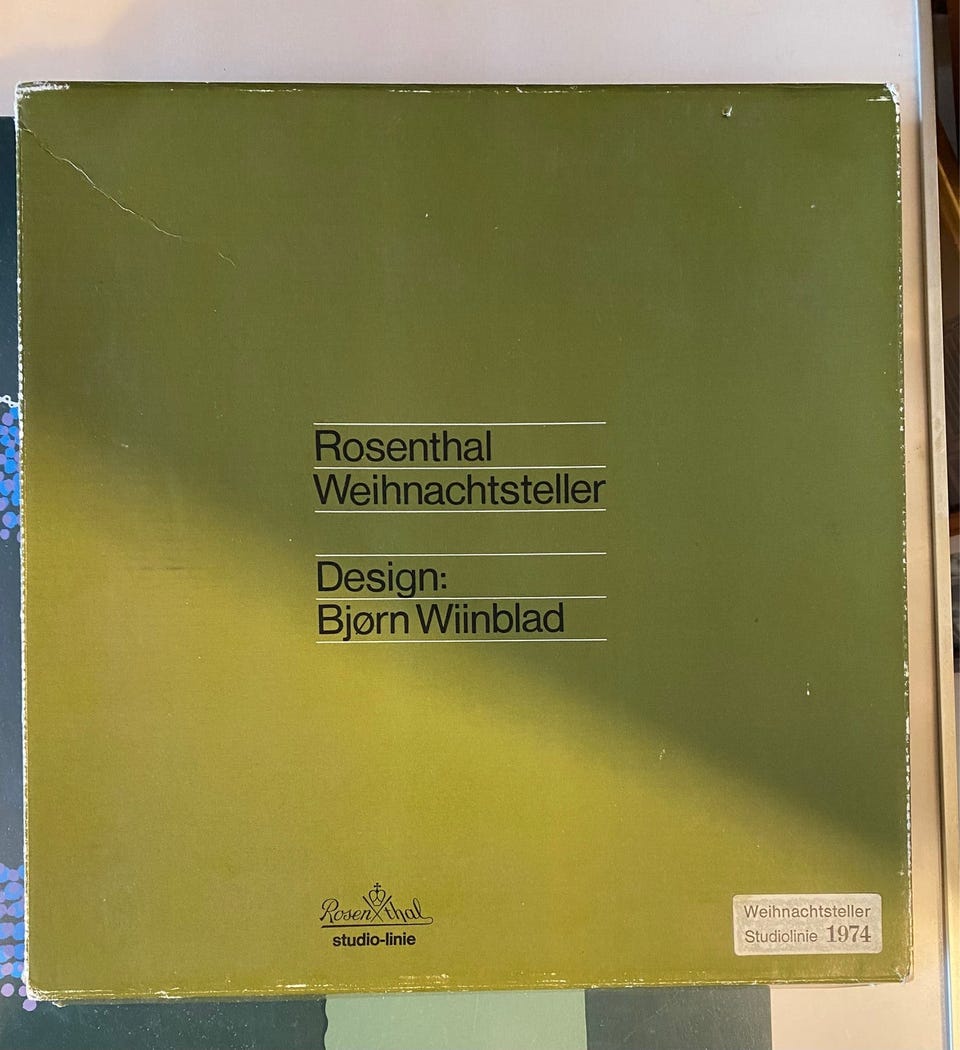 Rosenthal
Weihnachtsteller
Design:
Bjørn Wiinblad
Rosenthal
studio-linie
Weihnachtsteller
Studiolinie 1974